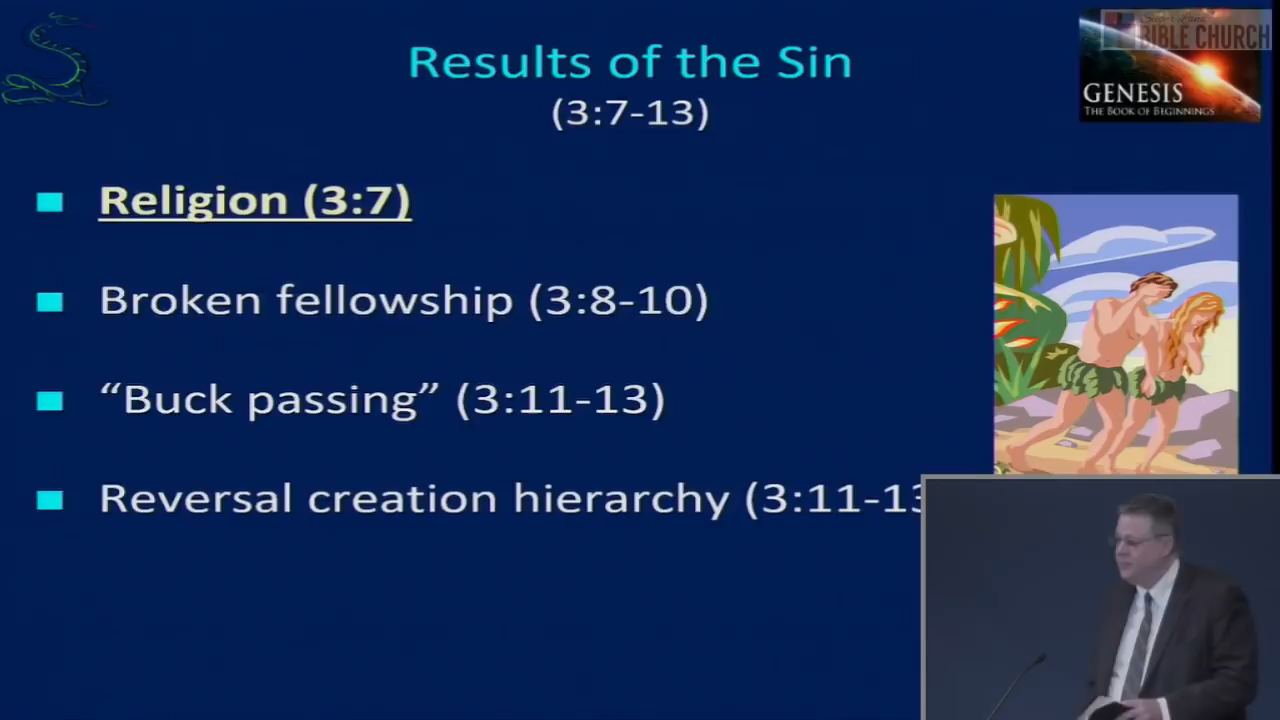 Results of the Sin
(3:7-13)
BIBLE CHURCH
GENESIS
THE BOOK OF BEGINNINGS
■ Religion (3:7)
■ Broken fellowship (3:8-10)
■ “Buck passing” (3:11-13)
■ Reversal creation hierarchy (3:11-13